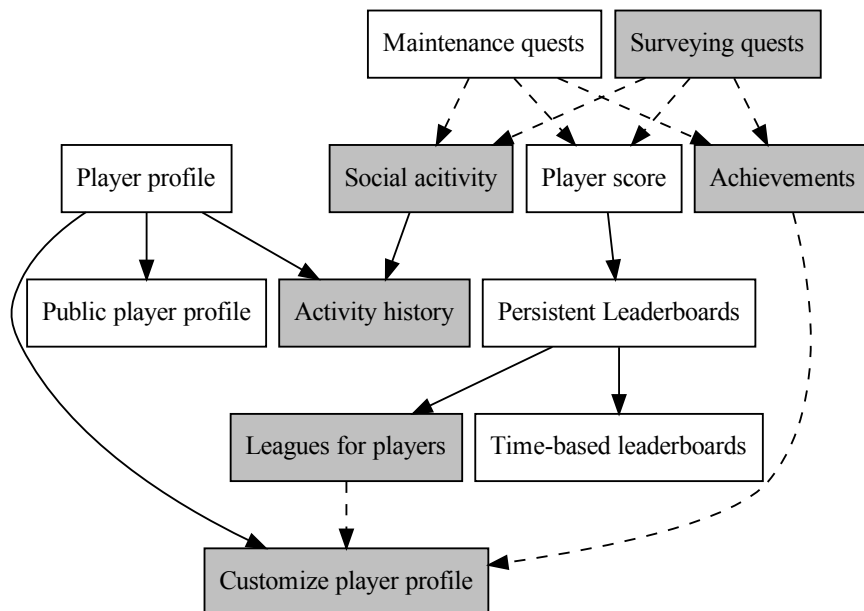 Maintenance quests
Surveying quests
Player profile
Social acitivity
Player score
Achievements
Public player profile
Activity history
Persistent Leaderboards
Leagues for players
Time-based leaderboards
Customize player profile